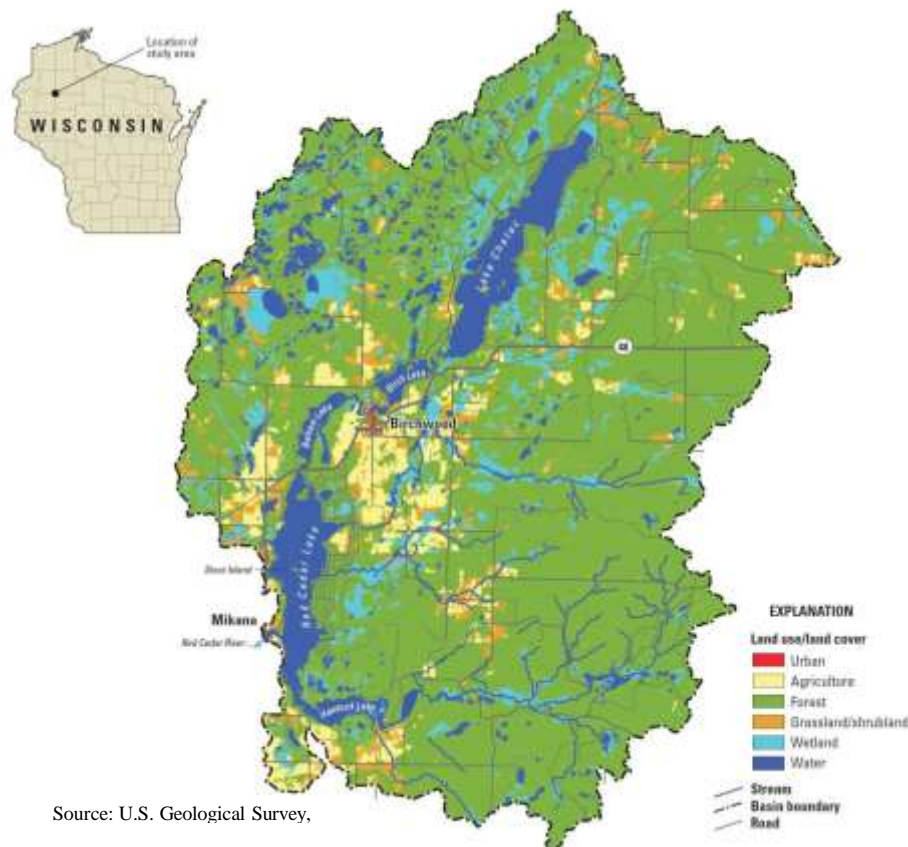 Location of
study area
WISCONSIN
Lake Chetac
48
Birch Lake
Birchwood
Balsam Lake
Red Cedar Lake
Mikana
Red Cedar River
Hemlock Lake
EXPLANATION
Land use/land cover
Urban
Agriculture
Forest
Grassland/shrubland
Wetland
Water
Stream
Basin boundary
Road
Source: U.S. Geological Survey,